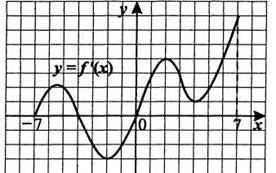 y
y = f '(x)
−7 0 7 x